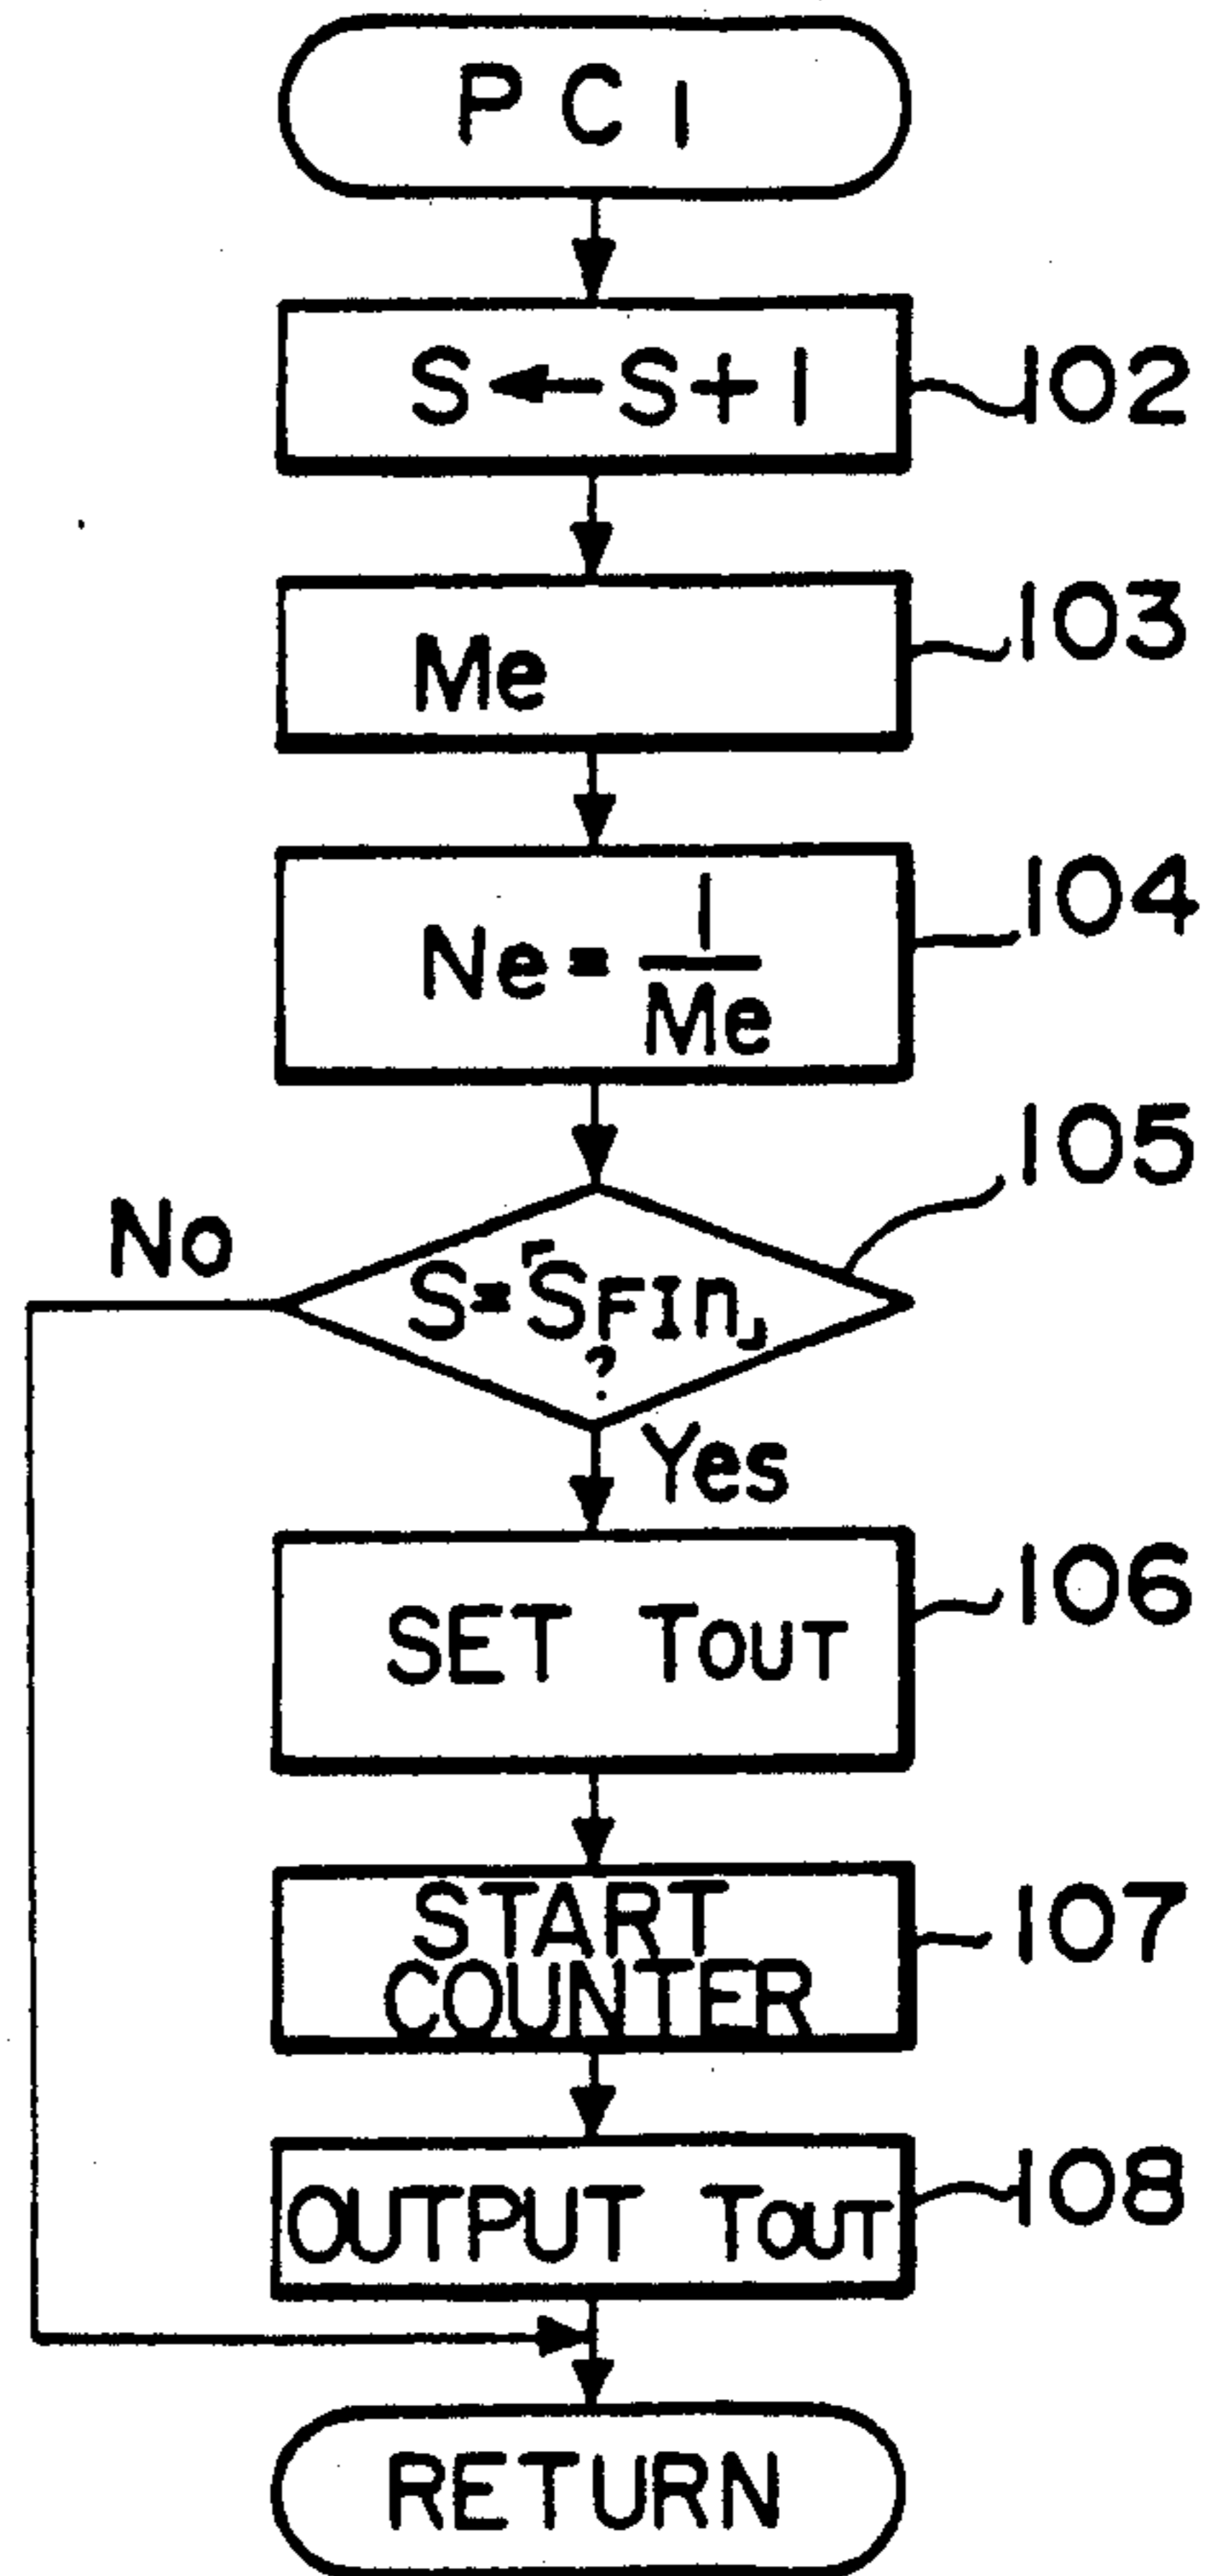 PC1
S←S+1
102
Me
103
Ne=1/Me
104
105
No
S=「SFIn」
?
Yes
SET TOUT
106
START
COUNTER
107
OUTPUT TOUT
108
RETURN